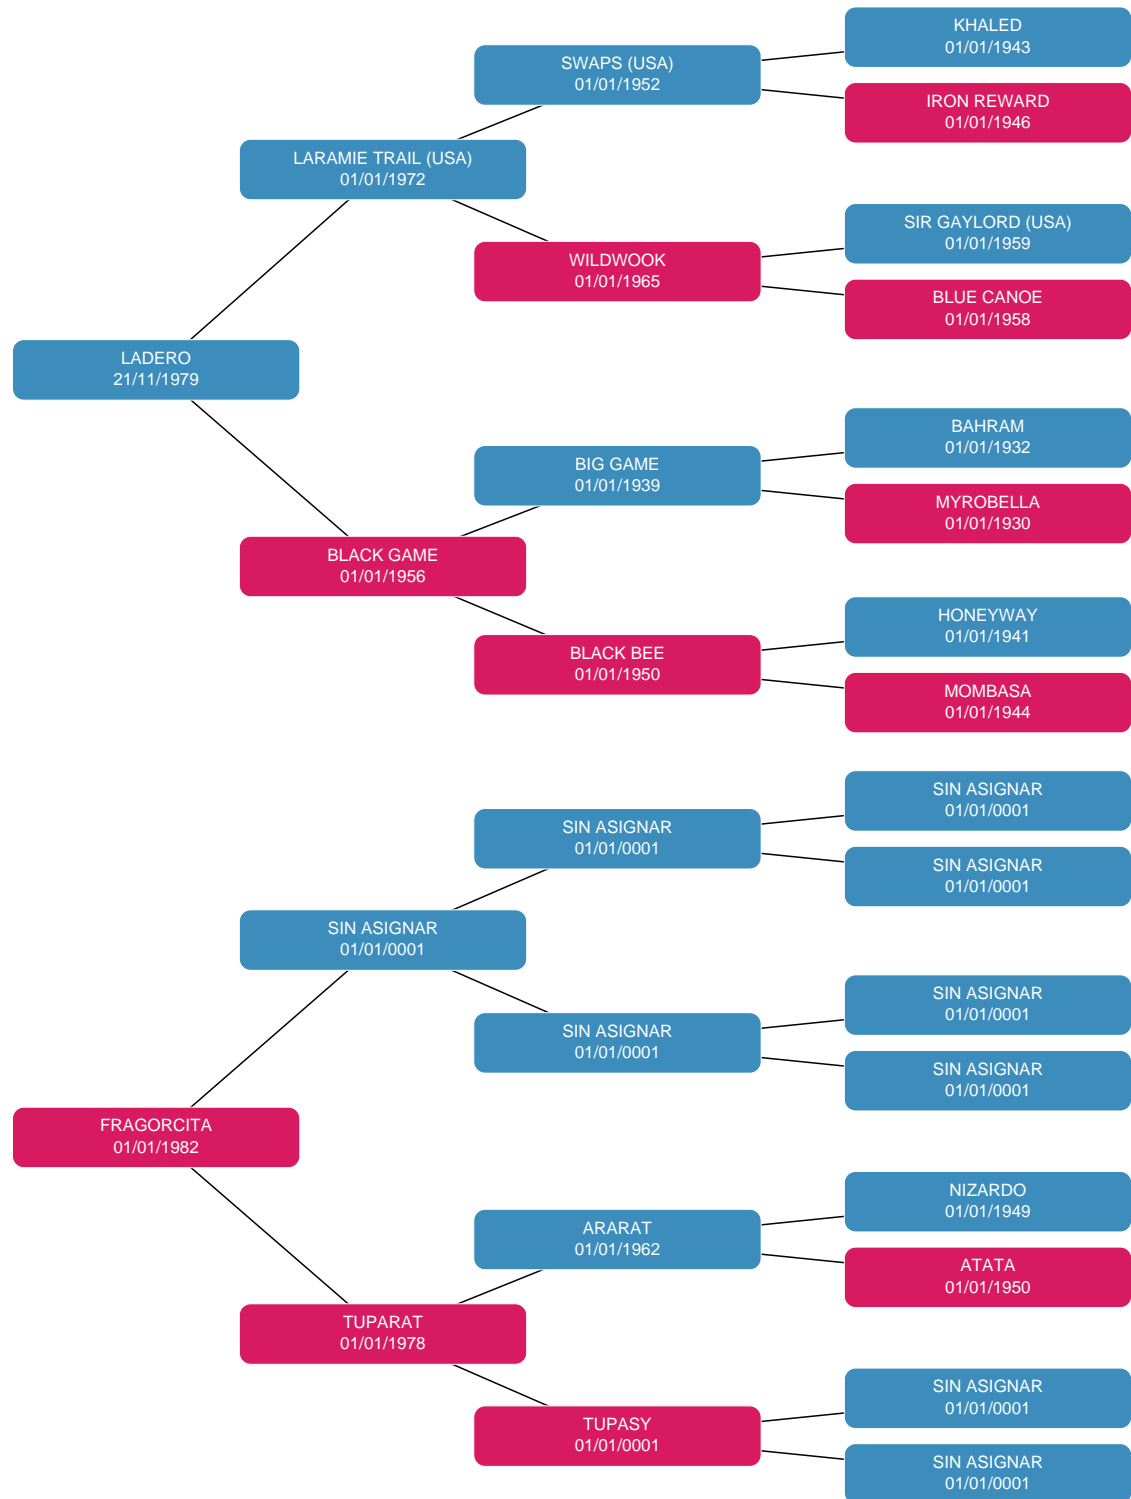 KHALED
01/01/1943
SWAPS (USA)
01/01/1952
IRON REWARD
01/01/1946
LARAMIE TRAIL (USA)
01/01/1972
SIR GAYLORD (USA)
01/01/1959
WILDWOOK
01/01/1965
BLUE CANOE
01/01/1958
LADERO
21/11/1979
BAHRAM
01/01/1932
BIG GAME
01/01/1939
MYROBELLA
01/01/1930
BLACK GAME
01/01/1956
HONEYWAY
01/01/1941
BLACK BEE
01/01/1950
MOMBASA
01/01/1944
SIN ASIGNAR
01/01/0001
SIN ASIGNAR
01/01/0001
SIN ASIGNAR
01/01/0001
SIN ASIGNAR
01/01/0001
SIN ASIGNAR
01/01/0001
SIN ASIGNAR
01/01/0001
SIN ASIGNAR
01/01/0001
FRAGORCITA
01/01/1982
NIZARDO
01/01/1949
ARARAT
01/01/1962
ATATA
01/01/1950
TUPARAT
01/01/1978
SIN ASIGNAR
01/01/0001
TUPASY
01/01/0001
SIN ASIGNAR
01/01/0001